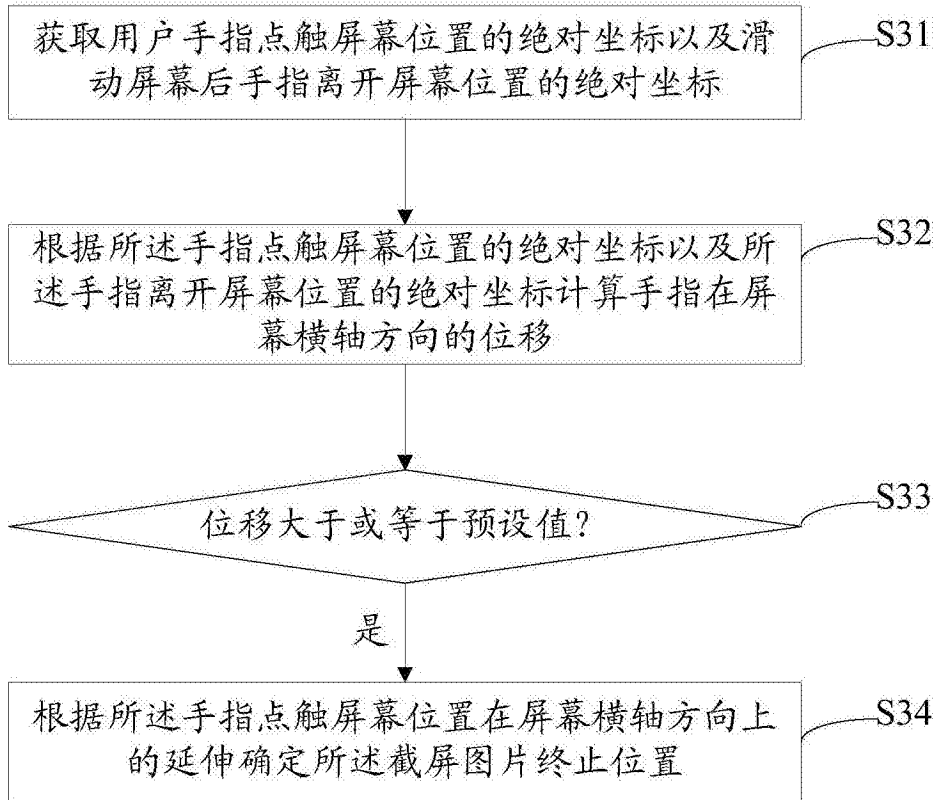 获取用户手指点触屏幕位置的绝对坐标以及滑
动屏幕后手指离开屏幕位置的绝对坐标
S31
根据所述手指点触屏幕位置的绝对坐标以及所
述手指离开屏幕位置的绝对坐标计算手指在屏
幕横轴方向的位移
S32
位移大于或等于预设值?
S33
是
根据所述手指点触屏幕位置在屏幕横轴方向上
的延伸确定所述截屏图片终止位置
S34